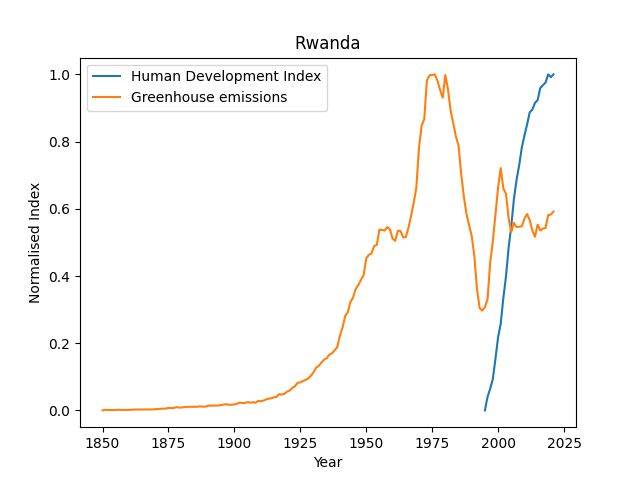 Rwanda
Human Development Index
Greenhouse emissions
1.0
0.8
0.6
0.4
0.2
0.0
Normalised Index
1850 1875 1900 1925 1950 1975 2000 2025
Year